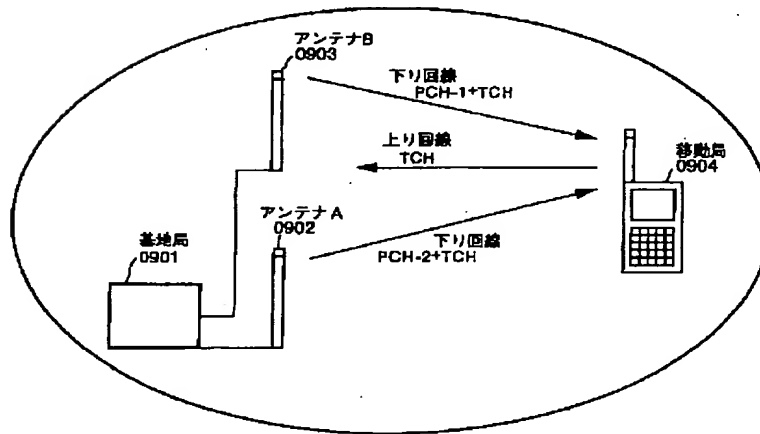 アンテナB
0903
下り回線
PCH-1+TCH
上り回線
TCH
移動局
0904
アンテナA
0902
基地局
0901
下り回線
PCH-2+TCH